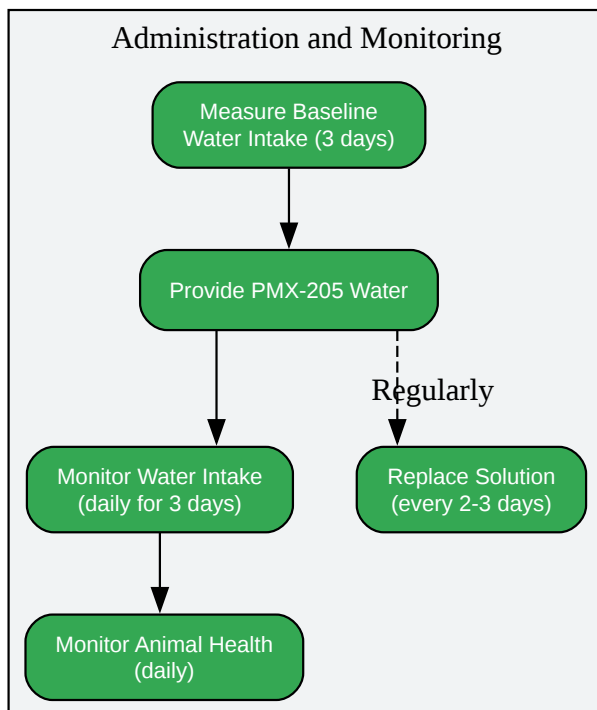 Administration and Monitoring
Measure Baseline
Water Intake (3 days)
Provide PMX-205 Water
Regularly
Monitor Water Intake
(daily for 3 days)
Replace Solution
(every 2-3 days)
Monitor Animal Health
(daily)